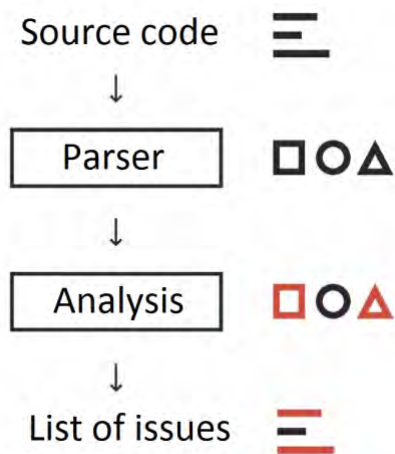 Source code
↓
Parser
↓
Analysis
↓
List of issues